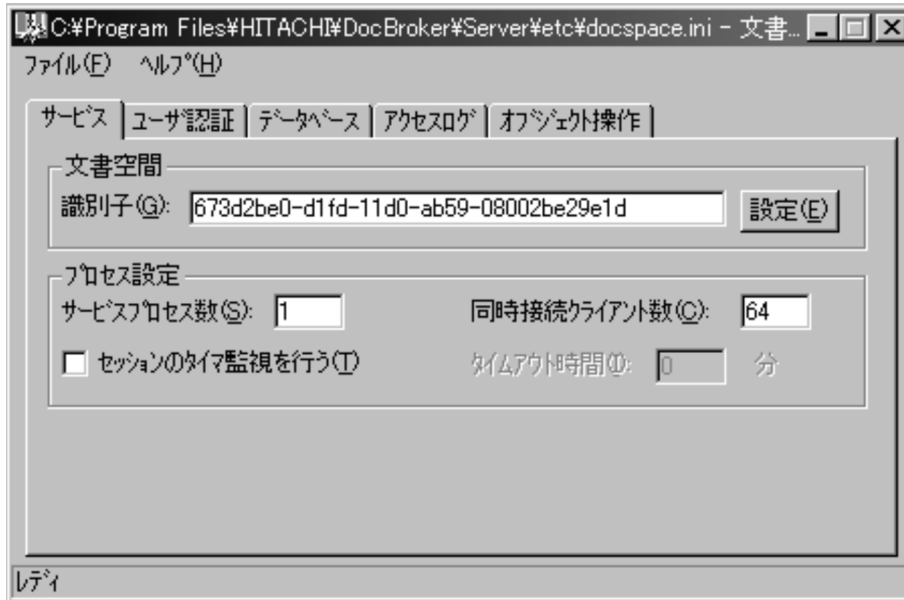 C:¥Program Files¥HITACHI¥DocBroker¥Server¥etc¥docspace.ini - 文書...
ファイル(F) ヘルプ(H)
サービス ユーザ認証 データベース アクセスログ オブジェクト操作
文書空間
識別子(G): 673d2be0-d1fd-11d0-ab59-08002be29e1d 設定(E)
プロセス設定
サービスプロセス数(S): 1 同時接続クライアント数(C): 64
セッションのタイマ監視を行う(T) タイムアウト時間(I): 0 分
レディ